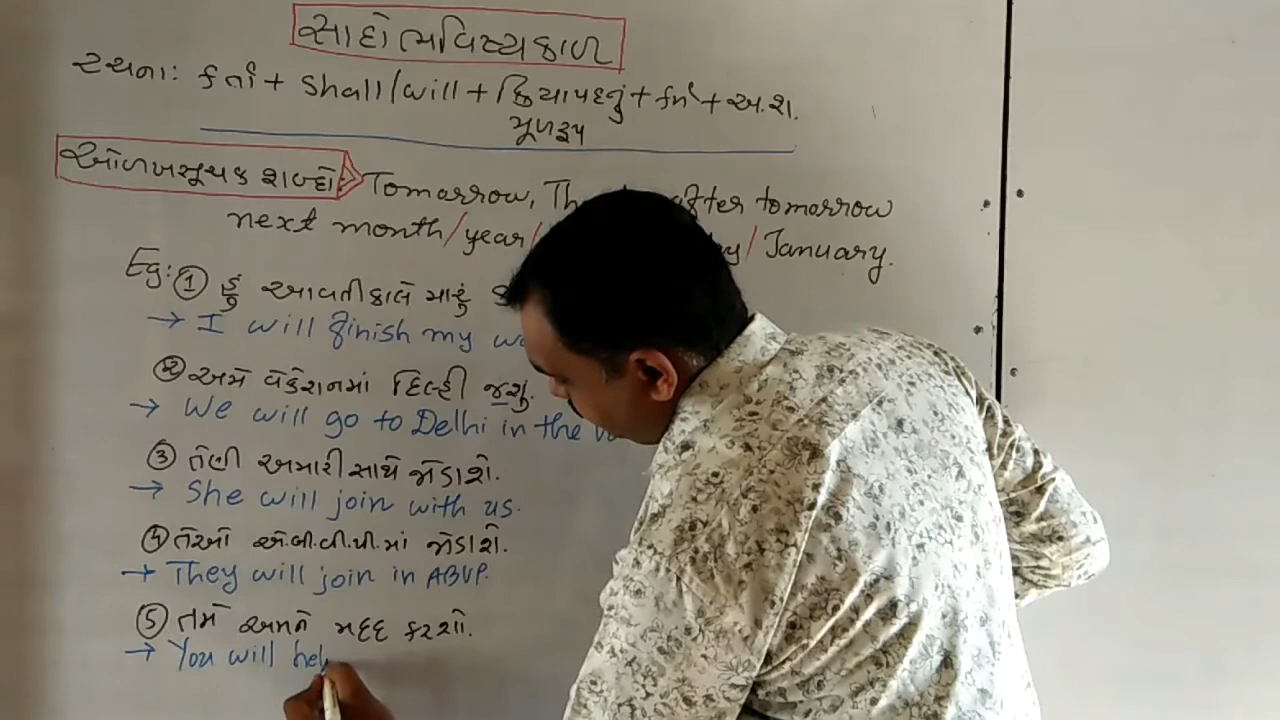 સાદો ભવિષ્યકાળ
રચના: કર્તા + Shall/will + ક્રિયાપદનું + કર્મ + અ.શ.
મૂળરૂપ
ઓળખસૂચક શબ્દો: Tomorrow, after tomorrow
next month/year/ /January.
Eg: ① હું આવતીકાલે મારું
→ I will finish my
② અમે વેકેશનમાં દિલ્હી જશું.
→ We will go to Delhi in the
③ તેણી અમારી સાથે જોડાશે.
→ She will join with us.
④ તેઓ એ.બી.વી.પી.માં જોડાશે.
→ They will join in ABVP.
⑤ તમે અમને મદદ કરશો.
→ You will hel